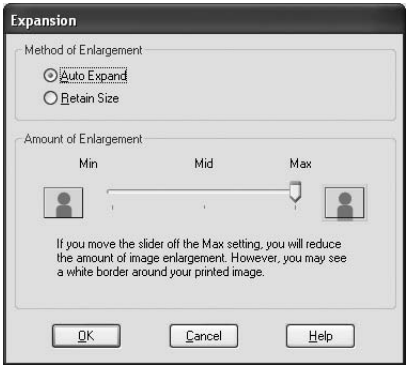 Expansion
Method of Enlargement
Auto Expand
Retain Size
Amount of Enlargement
Min Mid Max
If you move the slider off the Max setting, you will reduce
the amount of image enlargement. However, you may see
a white border around your printed image.
OK Cancel Help